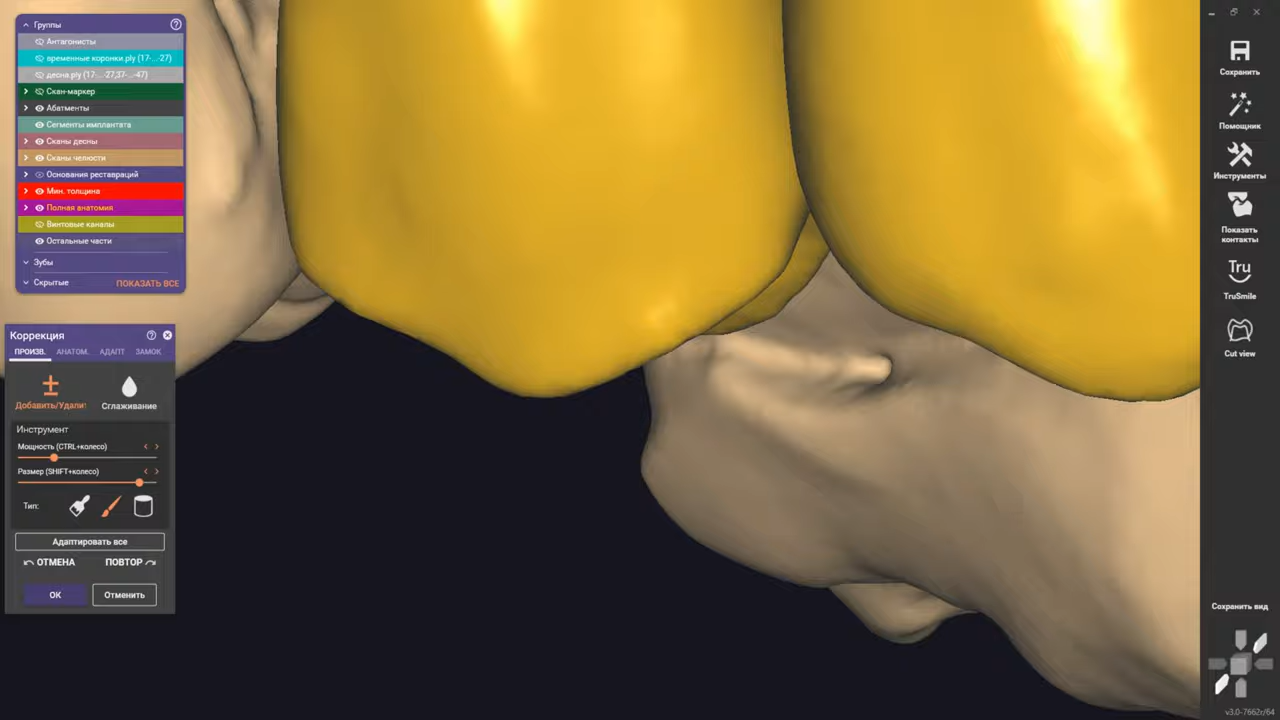 Группы
Антагонисты
временные коронки.ply (17-...-27)
десна.ply (17-...-27;37-...-47)
Скан-маркер
Абатменты
Сегменты имплантата
Сканы десны
Сканы челюсти
Основания реставраций
Мин. толщина
Полная анатомия
Винтовые каналы
Остальные части
Зубы
Скрытые ПОКАЗАТЬ ВСЕ
Коррекция
ПРОИЗВ. АНАТОМ. АДАПТ ЗАМОК
Добавить/Удалит Сглаживание
Инструмент
Мощность (CTRL+колесо)
Размер (SHIFT+колесо)
Тип:
Адаптировать все
ОТМЕНА ПОВТОР
ОК Отменить
Сохранить
Помощник
Инструменты
Показать
контакты
Tru
TruSmile
Cut view
Сохранить вид
v3.0-7662r/64